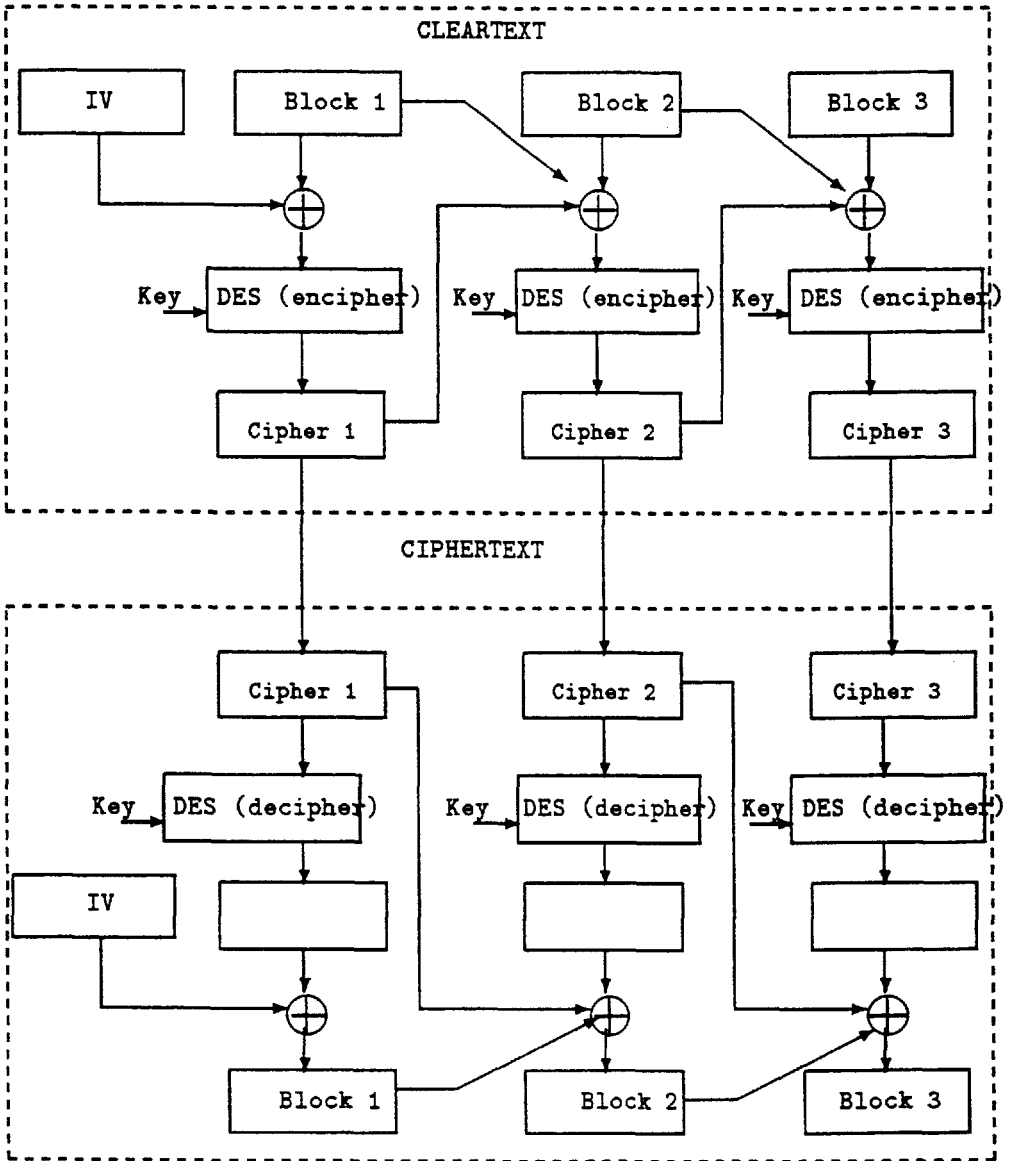 CLEARTEXT
IV
Block 1
Block 2
Block 3
Key
DES (encipher)
Key
DES (encipher)
Key
DES (encipher)
Cipher 1
Cipher 2
Cipher 3
CIPHERTEXT
Cipher 1
Cipher 2
Cipher 3
Key
DES (decipher)
Key
DES (decipher)
Key
DES (decipher)
IV
Block 1
Block 2
Block 3